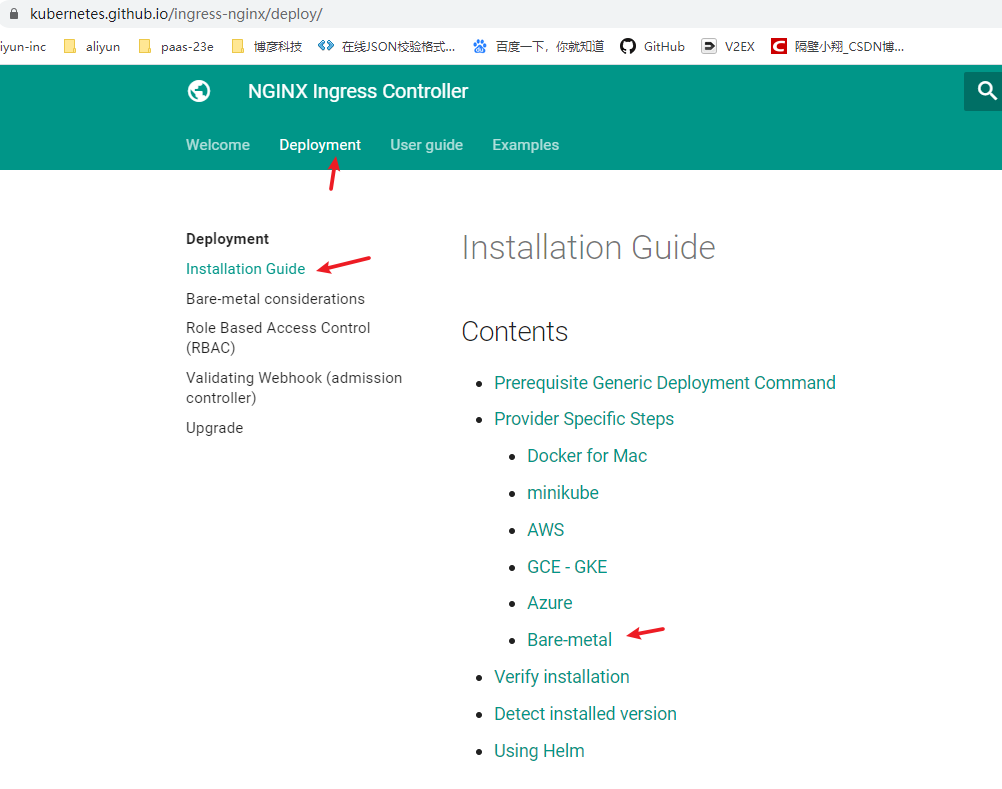 kubernetes.github.io/ingress-nginx/deploy/
iyun-inc aliyun paas-23e 博彦科技 在线JSON校验格式... 百度一下，你就知道 GitHub V2EX 隔壁小翔_CSDN博...
NGINX Ingress Controller
Welcome Deployment User guide Examples
Deployment
Installation Guide
Bare-metal considerations
Role Based Access Control
(RBAC)
Validating Webhook (admission
controller)
Upgrade
Installation Guide
Contents
Prerequisite Generic Deployment Command
Provider Specific Steps
Docker for Mac
minikube
AWS
GCE - GKE
Azure
Bare-metal
Verify installation
Detect installed version
Using Helm